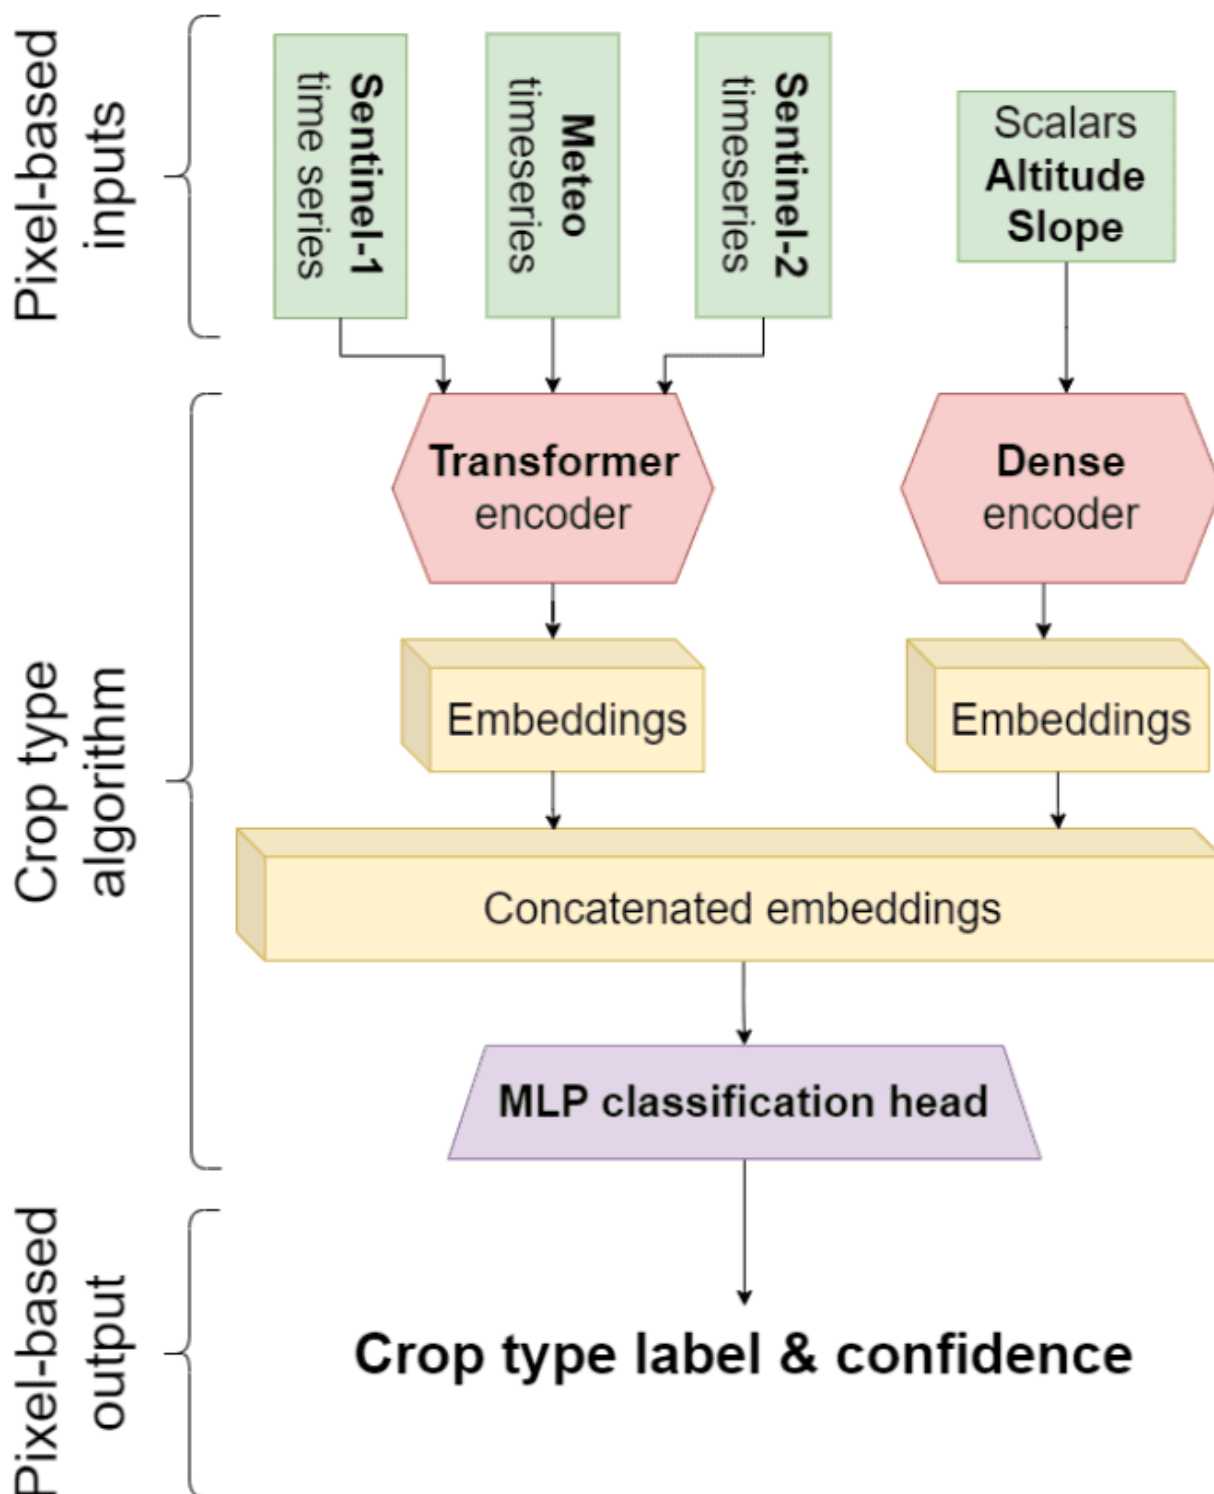 Pixel-based
inputs
Sentinel-1
time series
Meteo
timeseries
Sentinel-2
timeseries
Scalars
Altitude
Slope
Crop type
algorithm
Transformer
encoder
Dense
encoder
Embeddings
Embeddings
Concatenated embeddings
MLP classification head
Pixel-based
output
Crop type label & confidence